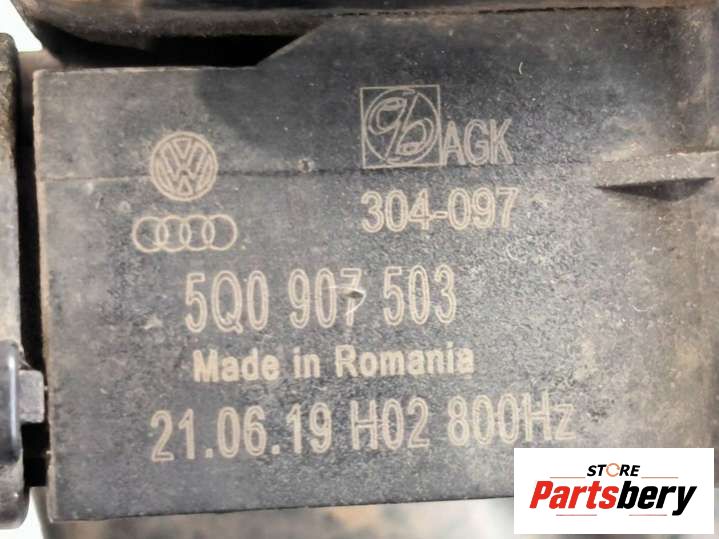 AGK
304-097
5Q0 907 503
Made in Romania
21.06.19 H02 800Hz
STORE
Partsbery